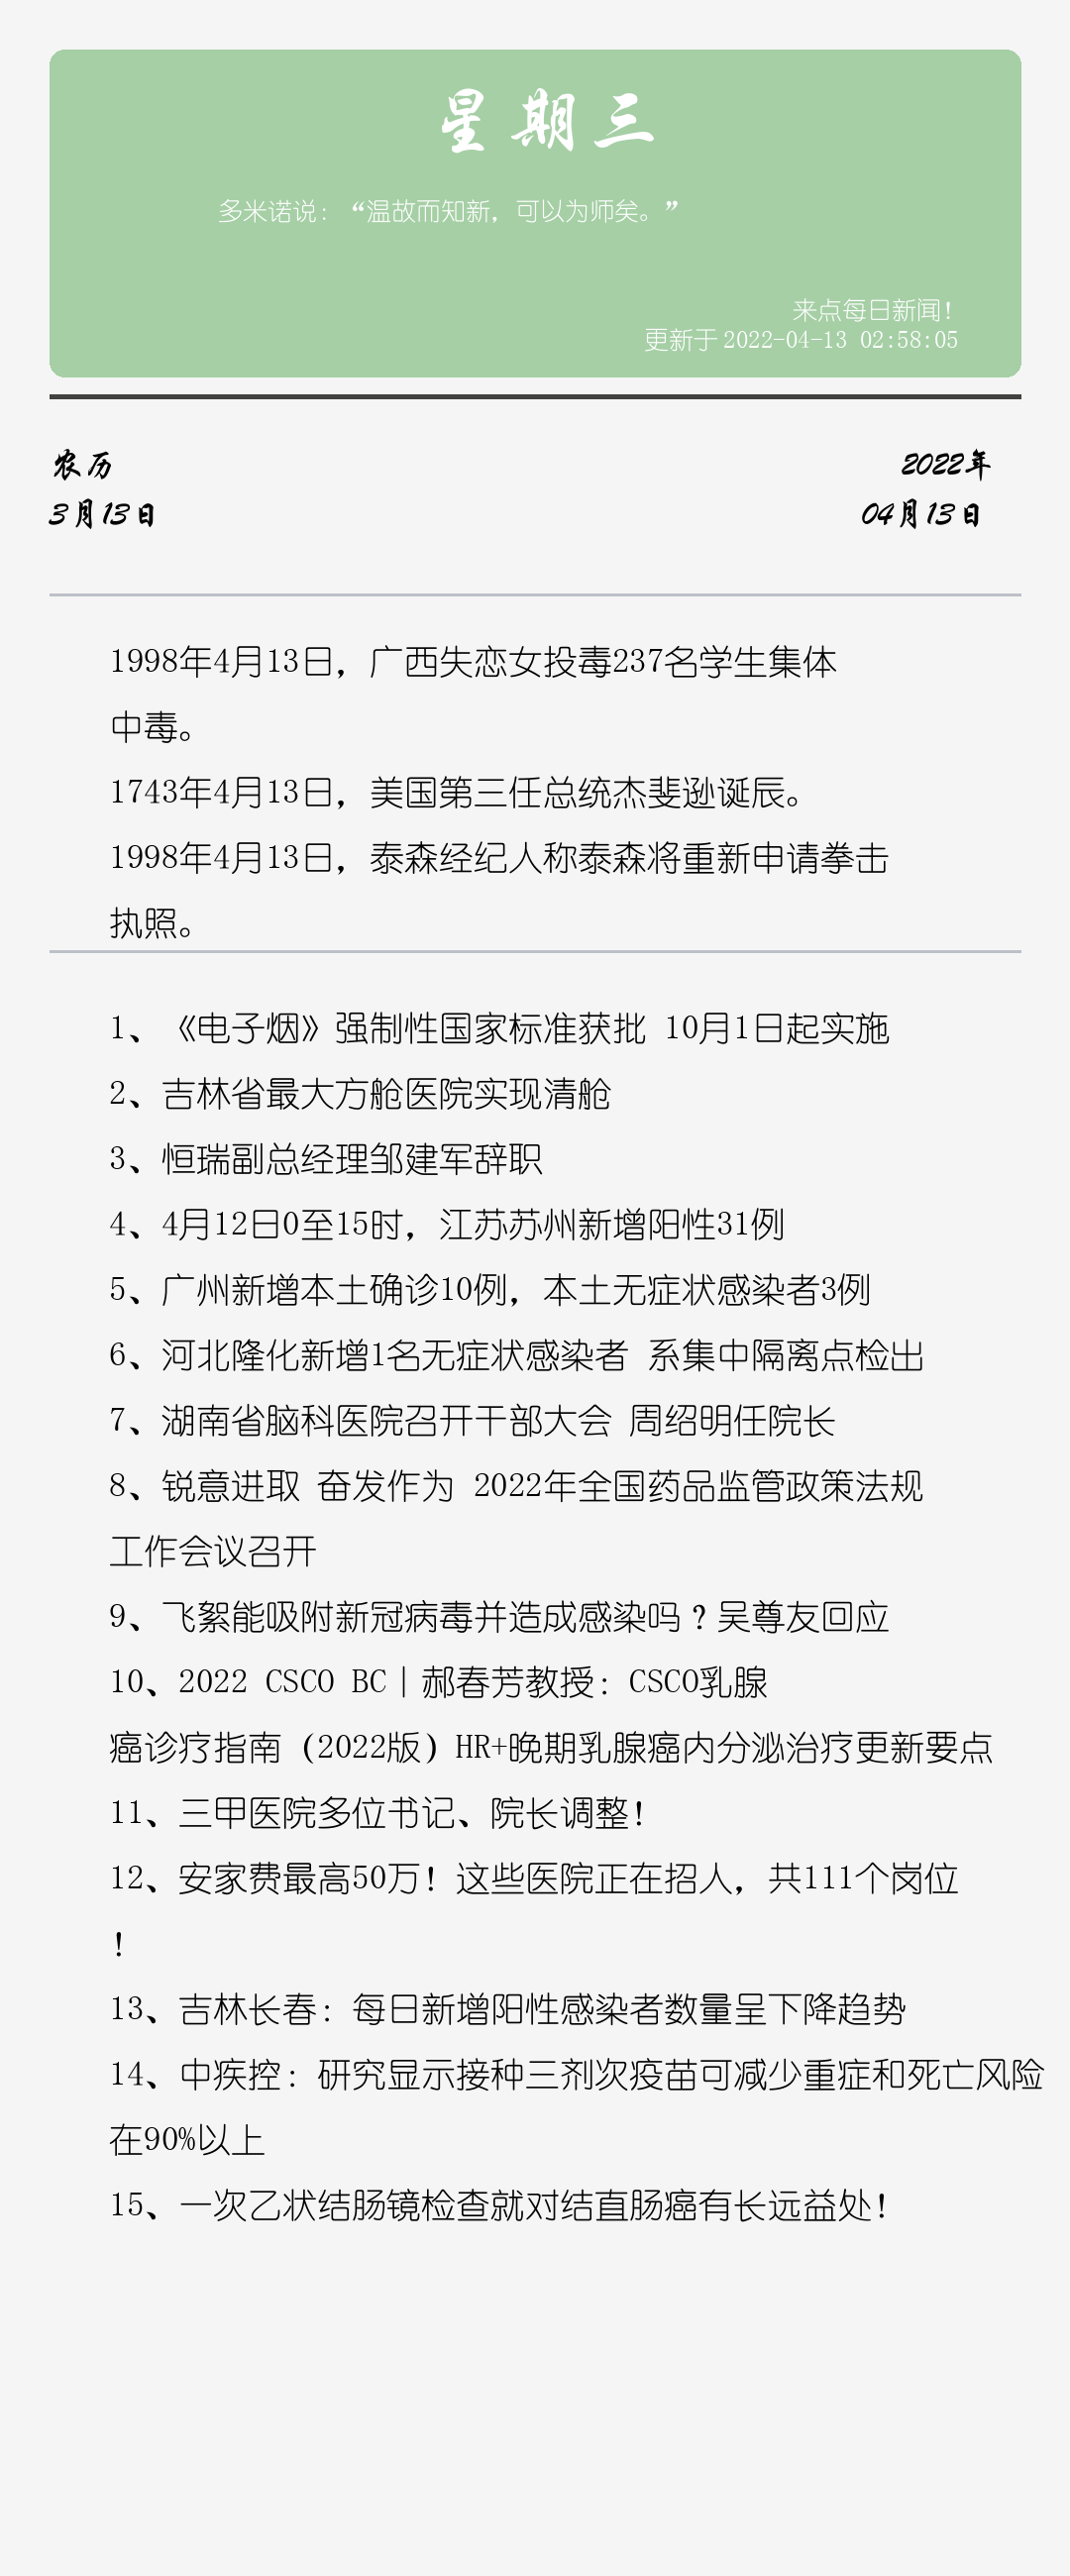 星期三
多米诺说：“温故而知新，可以为师矣。”
来点每日新闻！
更新于 2022-04-13 02:58:05
农历
2022年
3月13日
04月13日
1998年4月13日，广西失恋女投毒237名学生集体
中毒。
1743年4月13日，美国第三任总统杰斐逊诞辰。
1998年4月13日，泰森经纪人称泰森将重新申请拳击
执照。
1、《电子烟》强制性国家标准获批 10月1日起实施
2、吉林省最大方舱医院实现清舱
3、恒瑞副总经理邹建军辞职
4、4月12日0至15时，江苏苏州新增阳性31例
5、广州新增本土确诊10例，本土无症状感染者3例
6、河北隆化新增1名无症状感染者 系集中隔离点检出
7、湖南省脑科医院召开干部大会 周绍明任院长
8、锐意进取 奋发作为 2022年全国药品监管政策法规
工作会议召开
9、飞絮能吸附新冠病毒并造成感染吗？吴尊友回应
10、2022 CSCO BC丨郝春芳教授：CSCO乳腺
癌诊疗指南（2022版）HR+晚期乳腺癌内分泌治疗更新要点
11、三甲医院多位书记、院长调整！
12、安家费最高50万！这些医院正在招人，共111个岗位
！
13、吉林长春：每日新增阳性感染者数量呈下降趋势
14、中疾控：研究显示接种三剂次疫苗可减少重症和死亡风险
在90%以上
15、一次乙状结肠镜检查就对结直肠癌有长远益处！